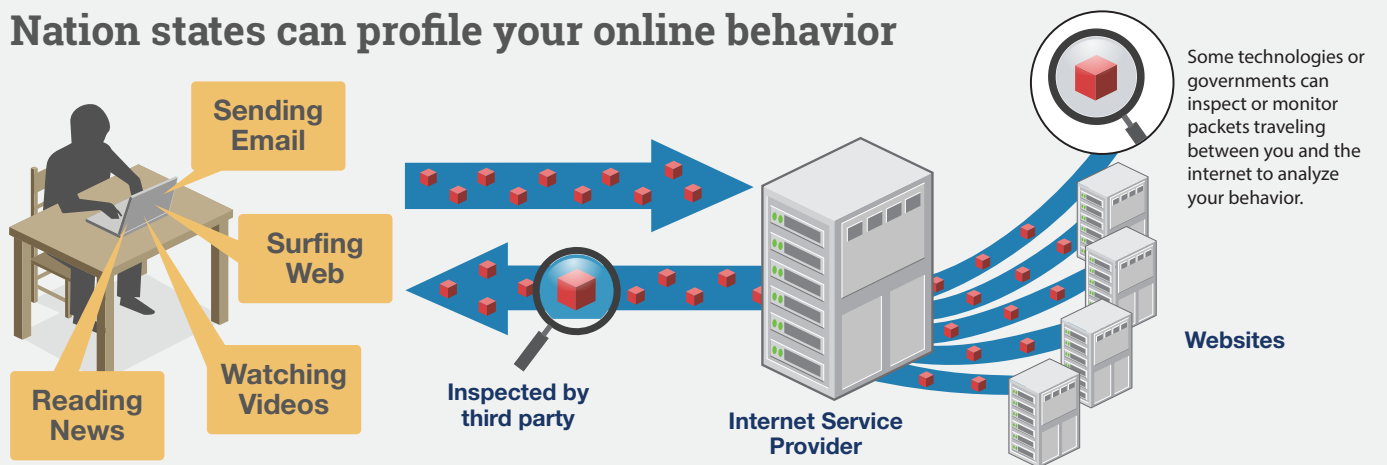 Nation states can profile your online behavior
Sending
Email
Surfing
Web
Watching
Videos
Reading
News
Inspected by
third party
Internet Service
Provider
Some technologies or
governments can
inspect or monitor
packets traveling
between you and the
internet to analyze
your behavior.
Websites